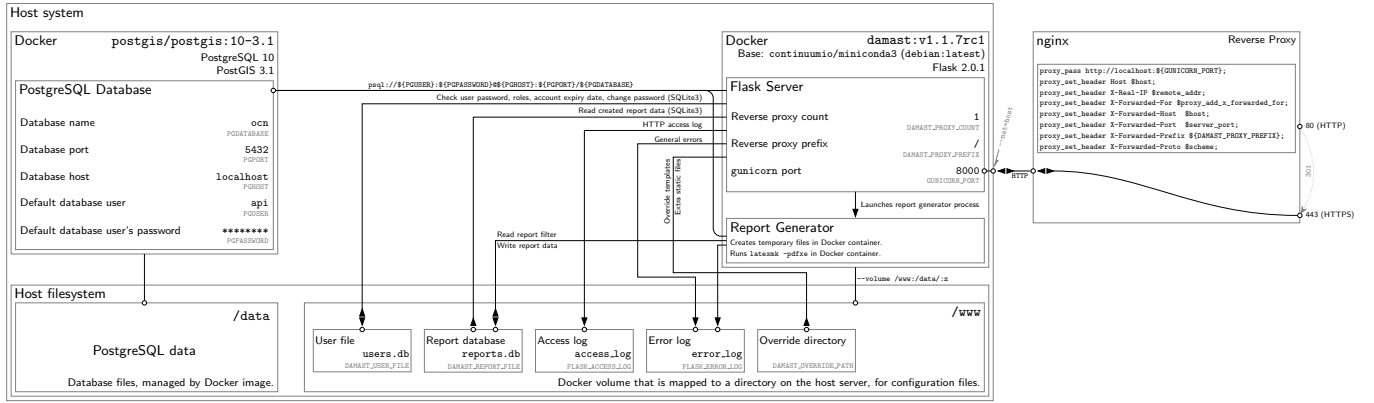 Host system
Docker
postgis/postgis:10-3.1
PostgreSQL 10
PostGIS 3.1
PostgreSQL Database
Database name
ocn
PGDATABASE
Database port
5432
PGPORT
Database host
localhost
PGHOST
Default database user
api
PGUSER
Default database user's password
********
PGPASSWORD
psql://${PGUSER}:${PGPASSWORD}@${PGHOST}:${PGPORT}/${PGDATABASE}
Check user password, roles, account expiry date, change password (SQLite3)
Read created report data (SQLite3)
HTTP access log
General errors
Override templates
Extra static files
Read report filter
Write report data
Docker
damast:v1.1.7rc1
Base: continuumio/miniconda3 (debian:latest)
Flask 2.0.1
Flask Server
Reverse proxy count
1
DAMAST_PROXY_COUNT
Reverse proxy prefix
/
DAMAST_PROXY_PREFIX
gunicorn port
8000
GUNICORN_PORT
Launches report generator process
Report Generator
Creates temporary files in Docker container.
Runs latexmk -pdfxe in Docker container.
--volume /www:/data/:z
--net=host
HTTP
nginx
Reverse Proxy
proxy_pass http://localhost:${GUNICORN_PORT};
proxy_set_header Host $host;
proxy_set_header X-Real-IP $remote_addr;
proxy_set_header X-Forwarded-For $proxy_add_x_forwarded_for;
proxy_set_header X-Forwarded-Host $host;
proxy_set_header X-Forwarded-Port $server_port;
proxy_set_header X-Forwarded-Prefix ${DAMAST_PROXY_PREFIX};
proxy_set_header X-Forwarded-Proto $scheme;
80 (HTTP)
301
443 (HTTPS)
Host filesystem
/data
PostgreSQL data
Database files, managed by Docker image.
/www
User file
users.db
DAMAST_USER_FILE
Report database
reports.db
DAMAST_REPORT_FILE
Access log
access_log
FLASK_ACCESS_LOG
Error log
error_log
FLASK_ERROR_LOG
Override directory
DAMAST_OVERRIDE_PATH
Docker volume that is mapped to a directory on the host server, for configuration files.